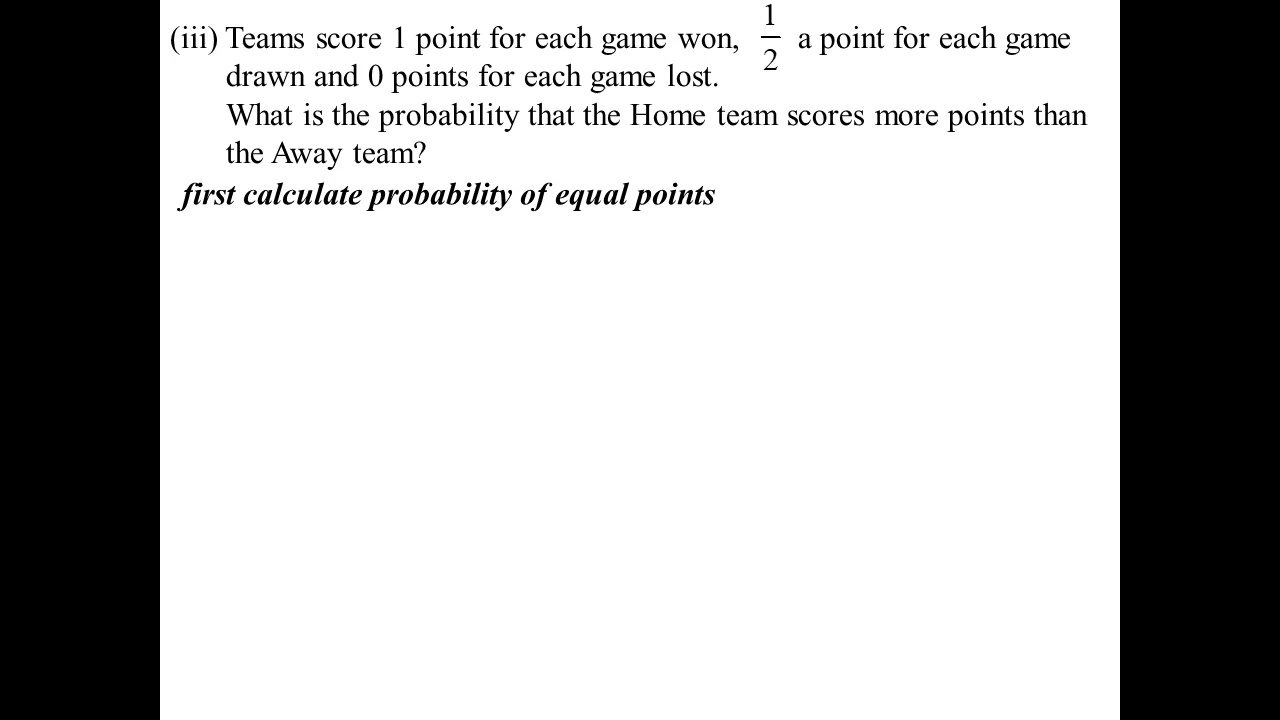 (iii) Teams score 1 point for each game won, 1/2 a point for each game
drawn and 0 points for each game lost.
What is the probability that the Home team scores more points than
the Away team?
first calculate probability of equal points